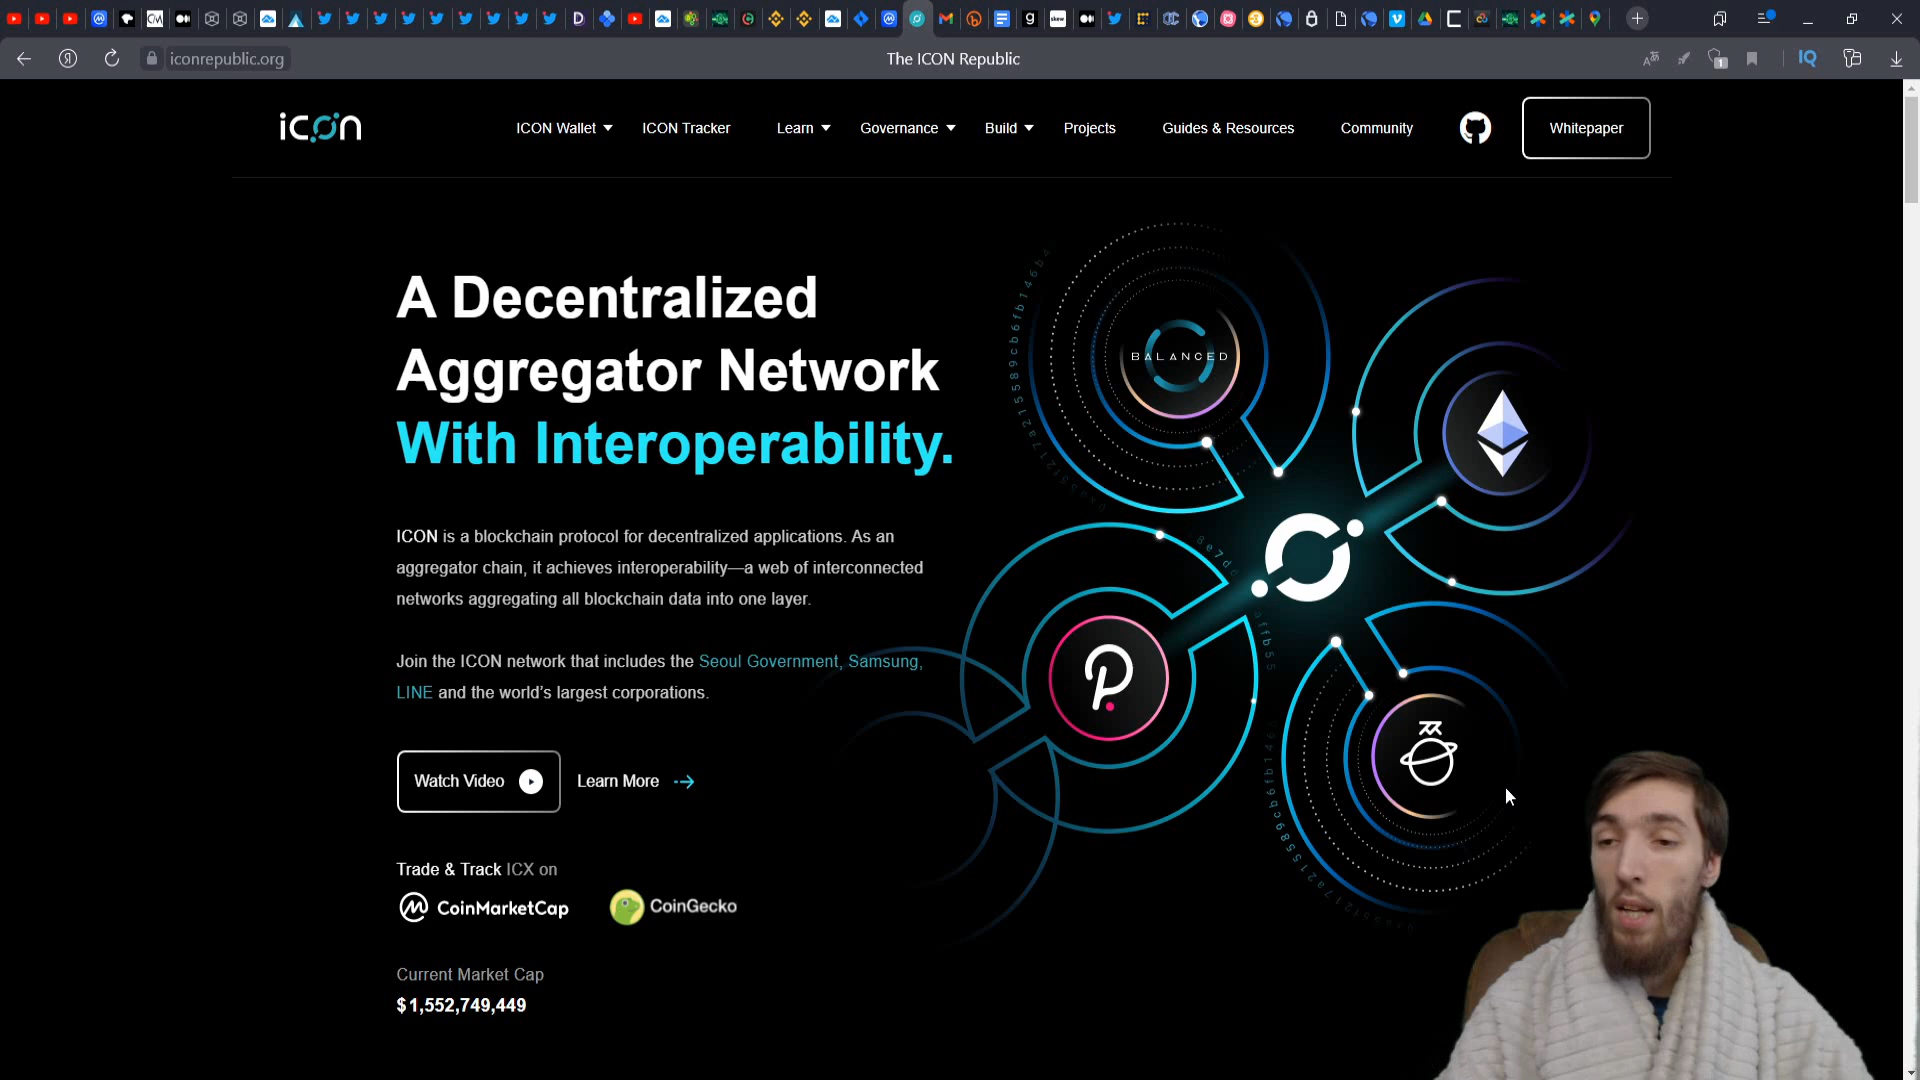 iconrepublic.org
The ICON Republic
1
IQ
icon
ICON Wallet
ICON Tracker
Learn
Governance
Build
Projects
Guides & Resources
Community
Whitepaper
A Decentralized
Aggregator Network
With Interoperability.
ICON is a blockchain protocol for decentralized applications. As an
aggregator chain, it achieves interoperability—a web of interconnected
networks aggregating all blockchain data into one layer.
Join the ICON network that includes the Seoul Government, Samsung,
LINE and the world's largest corporations.
Watch Video
Learn More
BALANCED
Trade & Track ICX on
CoinMarketCap
CoinGecko
Current Market Cap
$1,552,749,449